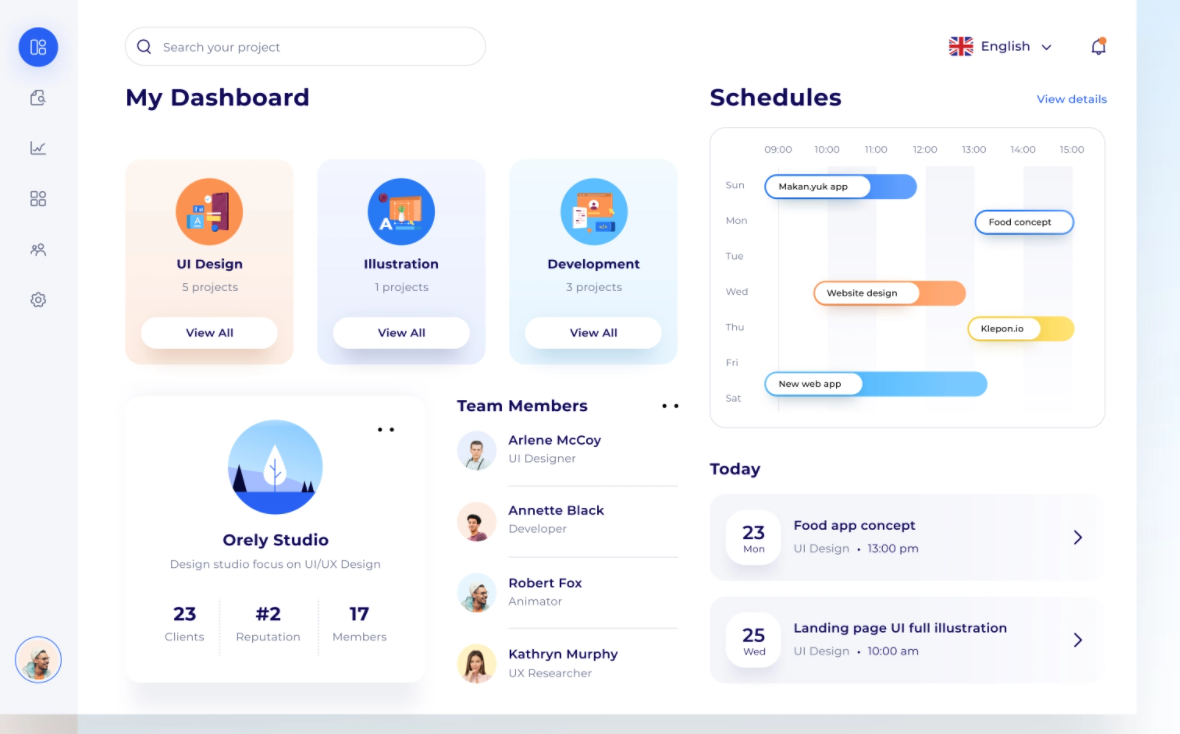 Search your project
English
My Dashboard
UI Design
5 projects
View All
Illustration
1 projects
View All
Development
3 projects
View All
A
A
Orely Studio
Design studio focus on UI/UX Design
23
Clients
#2
Reputation
17
Members
Team Members
Arlene McCoy
UI Designer
Annette Black
Developer
Robert Fox
Animator
Kathryn Murphy
UX Researcher
Schedules
View details
09:00 10:00 11:00 12:00 13:00 14:00 15:00
Sun
Makan.yuk app
Mon
Food concept
Tue
Wed
Website design
Thu
Klepon.io
Fri
New web app
Sat
Today
23
Mon
Food app concept
UI Design • 13:00 pm
25
Wed
Landing page UI full illustration
UI Design • 10:00 am